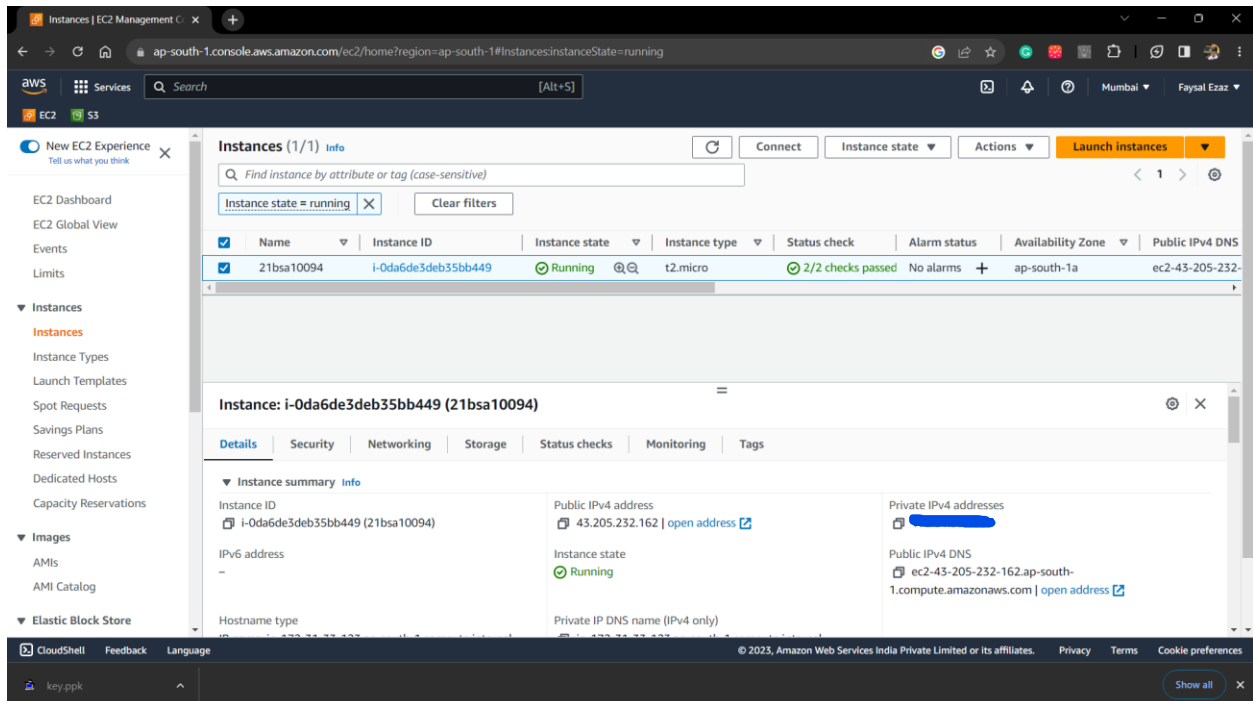 Instances | EC2 Management C
ap-south-1.console.aws.amazon.com/ec2/home?region=ap-south-1#Instances:instanceState=running
aws Services Search [Alt+S] Mumbai Faysal Ezaz
EC2 S3
New EC2 Experience
Tell us what you think
EC2 Dashboard
EC2 Global View
Events
Limits
Instances
Instances
Instance Types
Launch Templates
Spot Requests
Savings Plans
Reserved Instances
Dedicated Hosts
Capacity Reservations
Images
AMIs
AMI Catalog
Elastic Block Store
Instances (1/1) Info Connect Instance state Actions Launch instances
Find instance by attribute or tag (case-sensitive) 1
Instance state = running Clear filters
Name Instance ID Instance state Instance type Status check Alarm status Availability Zone Public IPv4 DNS
21bsa10094 i-0da6de3deb35bb449 Running t2.micro 2/2 checks passed No alarms + ap-south-1a ec2-43-205-232-
Instance: i-0da6de3deb35bb449 (21bsa10094)
Details Security Networking Storage Status checks Monitoring Tags
Instance summary Info
Instance ID Public IPv4 address Private IPv4 addresses
i-0da6de3deb35bb449 (21bsa10094) 43.205.232.162 | open address
IPv6 address Instance state Public IPv4 DNS
– Running ec2-43-205-232-162.ap-south-
1.compute.amazonaws.com | open address
Hostname type Private IP DNS name (IPv4 only)
CloudShell Feedback Language © 2023, Amazon Web Services India Private Limited or its affiliates. Privacy Terms Cookie preferences
key.ppk Show all